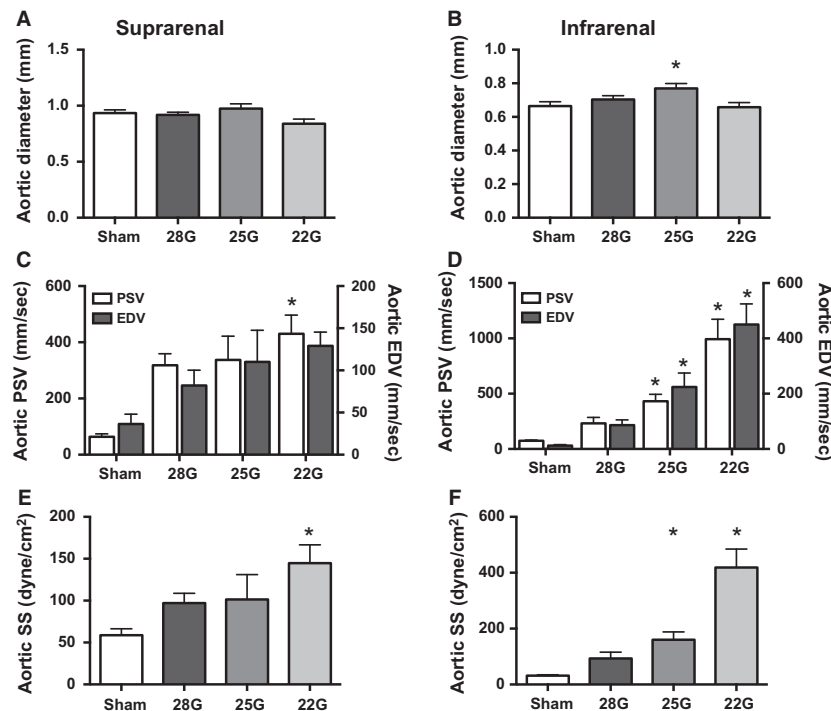 A
Suprarenal
Aortic diameter (mm)
1.5
1.0
0.5
0.0
Sham 28G 25G 22G
B
Infrarenal
Aortic diameter (mm)
1.0
0.8
0.6
0.4
0.2
0.0
*
Sham 28G 25G 22G
C
Aortic PSV (mm/sec)
600
400
200
0
PSV
EDV
*
200
150
100
50
0
Aortic EDV (mm/sec)
Sham 28G 25G 22G
D
Aortic PSV (mm/sec)
1500
1000
500
0
PSV
EDV
* * * *
600
400
200
0
Aortic EDV (mm/sec)
Sham 28G 25G 22G
E
Aortic SS (dyne/cm²)
200
150
100
50
0
*
Sham 28G 25G 22G
F
Aortic SS (dyne/cm²)
600
400
200
0
* *
Sham 28G 25G 22G